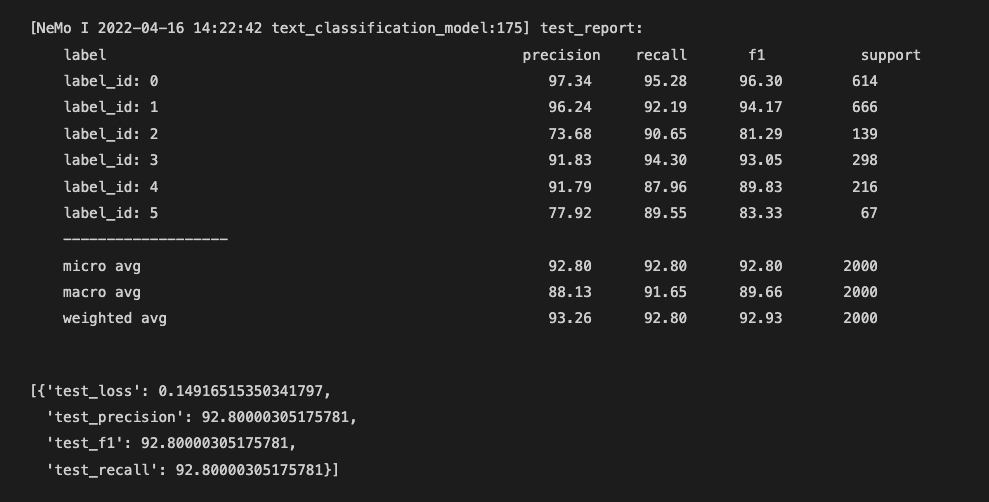 [NeMo I 2022-04-16 14:22:42 text_classification_model:175] test_report:
label precision recall f1 support
label_id: 0 97.34 95.28 96.30 614
label_id: 1 96.24 92.19 94.17 666
label_id: 2 73.68 90.65 81.29 139
label_id: 3 91.83 94.30 93.05 298
label_id: 4 91.79 87.96 89.83 216
label_id: 5 77.92 89.55 83.33 67
-------------------
micro avg 92.80 92.80 92.80 2000
macro avg 88.13 91.65 89.66 2000
weighted avg 93.26 92.80 92.93 2000
[{'test_loss': 0.14916515350341797,
'test_precision': 92.80000305175781,
'test_f1': 92.80000305175781,
'test_recall': 92.80000305175781}]